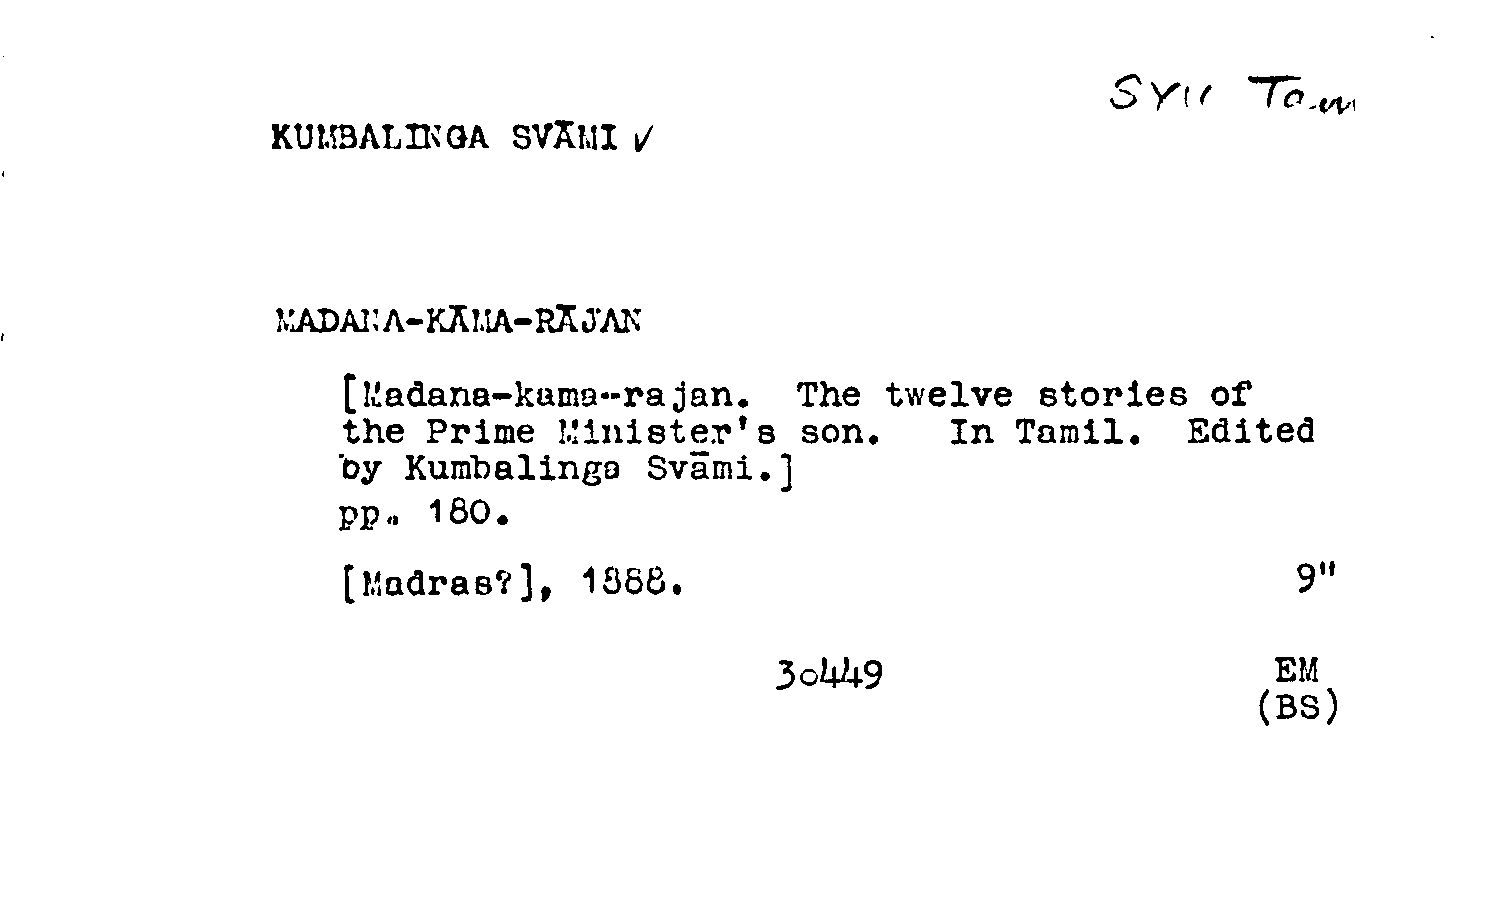 Tam
KUMBALINGA SVĀMI ✓
MADANA-KĀMA-RĀJAN
[Madana-kama-rajan. The twelve stories of
the Prime Minister's son. In Tamil. Edited
by Kumbalinga Svāmi.]
pp. 180.
[Madras?], 1888. 9"
30449 EM
(BS)